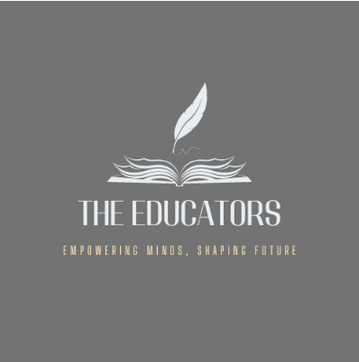 THE EDUCATORS
EMPOWERING MINDS, SHAPING FUTURE